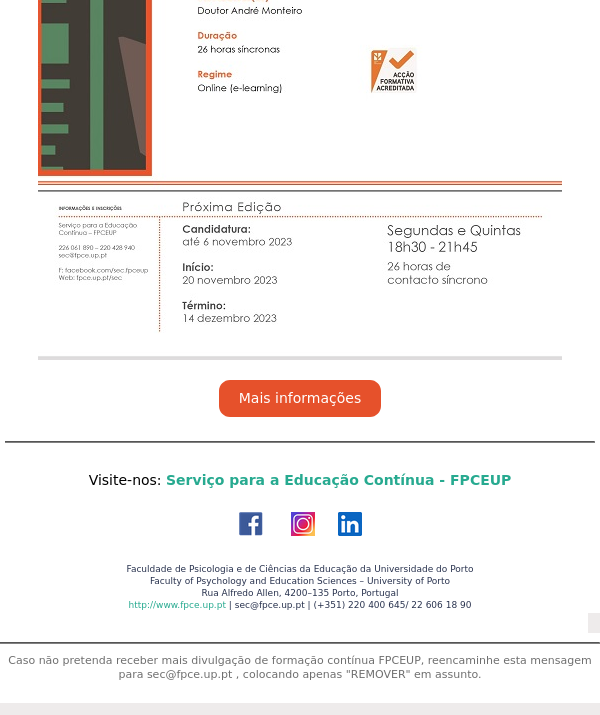 Doutor André Monteiro
Duração
26 horas síncronas
Regime
Online (e-learning)
ACÇÃO
FORMATIVA
ACREDITADA
INFORMAÇÕES E INSCRIÇÕES
Serviço para a Educação
Contínua – FPCEUP
226 061 890 – 220 428 940
sec@fpce.up.pt
F: facebook.com/sec.fpceup
Web: fpce.up.pt/sec
Próxima Edição
Candidatura:
até 6 novembro 2023
Início:
20 novembro 2023
Término:
14 dezembro 2023
Segundas e Quintas
18h30 - 21h45
26 horas de
contacto síncrono
Mais informações
Visite-nos: Serviço para a Educação Contínua - FPCEUP
Faculdade de Psicologia e de Ciências da Educação da Universidade do Porto
Faculty of Psychology and Education Sciences – University of Porto
Rua Alfredo Allen, 4200–135 Porto, Portugal
http://www.fpce.up.pt | sec@fpce.up.pt | (+351) 220 400 645/ 22 606 18 90
Caso não pretenda receber mais divulgação de formação contínua FPCEUP, reencaminhe esta mensagem
para sec@fpce.up.pt , colocando apenas "REMOVER" em assunto.